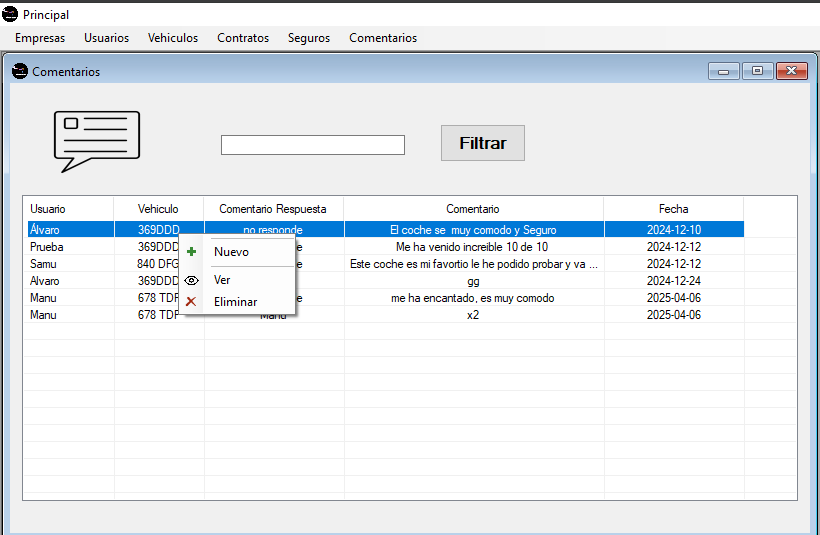 Principal
Empresas Usuarios Vehiculos Contratos Seguros Comentarios
Comentarios
Filtrar
Usuario Vehiculo Comentario Respuesta Comentario Fecha
Álvaro 369DDD no responde El coche se muy comodo y Seguro 2024-12-10
Prueba 369DDD Me ha venido increible 10 de 10 2024-12-12
Samu 840 DFG Este coche es mi favortio le he podido probar y va ... 2024-12-12
Alvaro 369DDD gg 2024-12-24
Manu 678 TDF me ha encantado, es muy comodo 2025-04-06
Manu 678 TDF Manu x2 2025-04-06
Nuevo
Ver
Eliminar